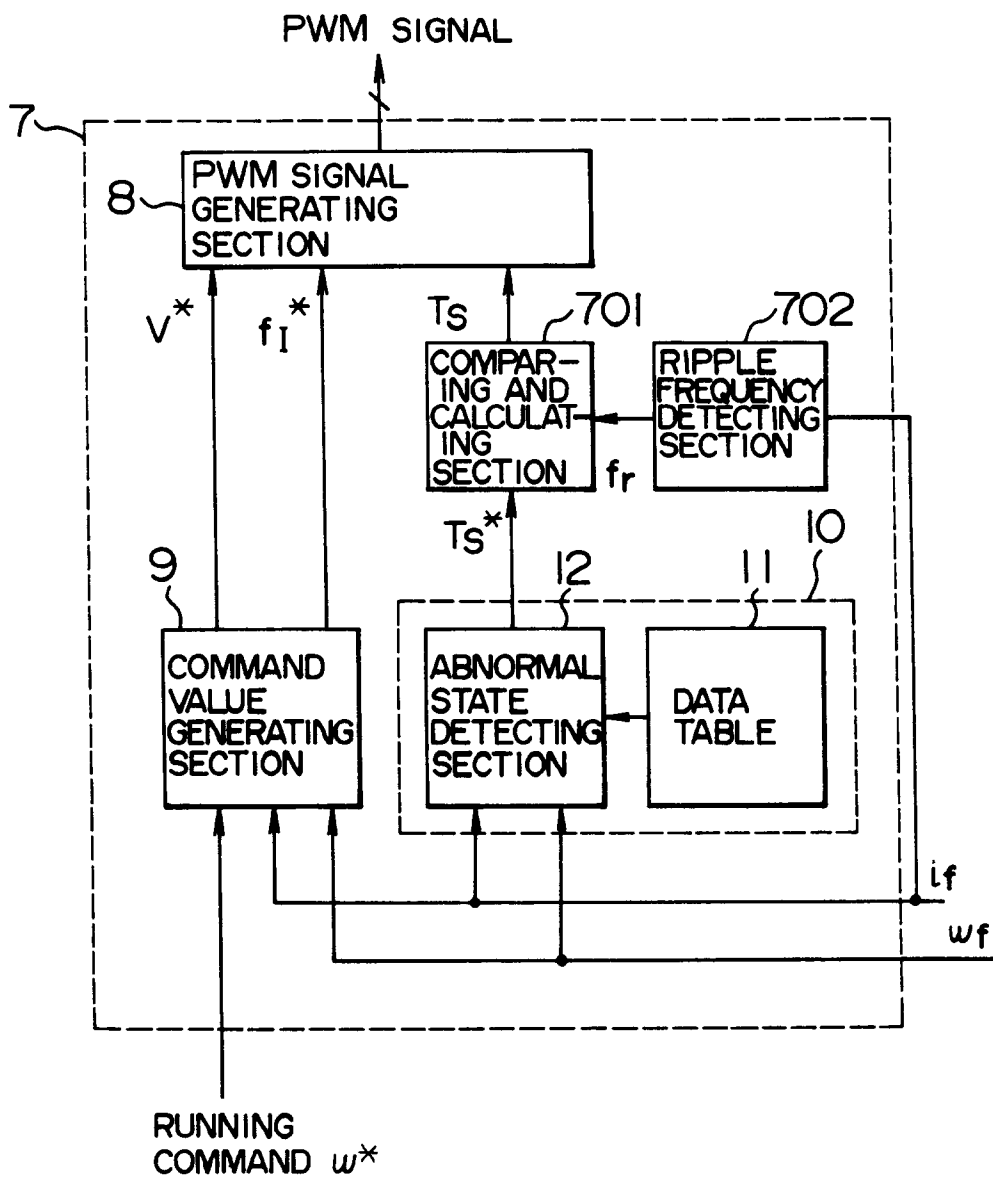 PWM SIGNAL
7
8
PWM SIGNAL
GENERATING
SECTION
V*
fI*
TS
701
702
COMPAR-
ING AND
CALCULAT
ING
SECTION
RIPPLE
FREQUENCY
DETECTING
SECTION
fr
TS*
10
9
12
11
COMMAND
VALUE
GENERATING
SECTION
ABNORMAL
STATE
DETECTING
SECTION
DATA
TABLE
if
wf
RUNNING
COMMAND w*